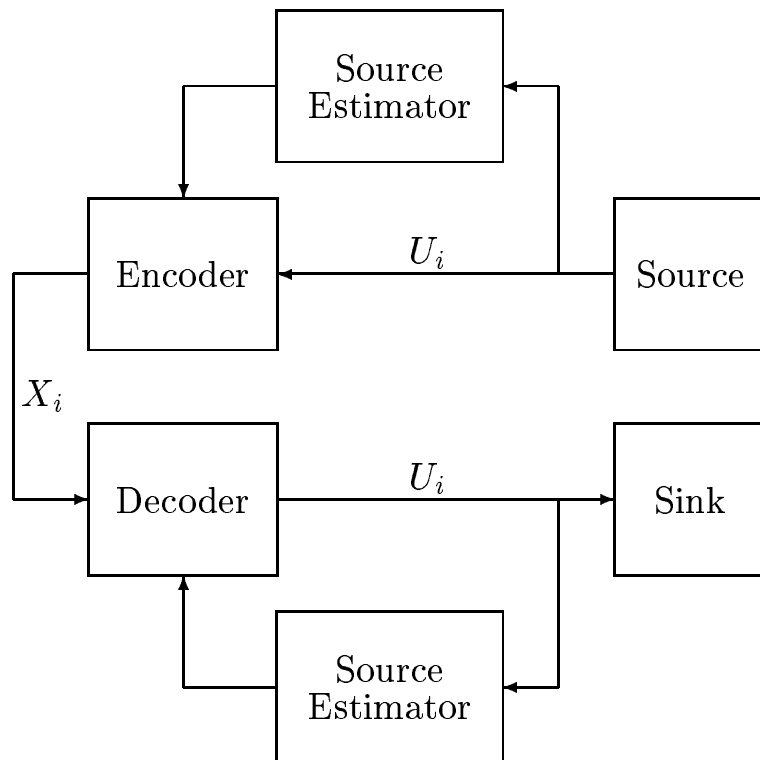 Source
Estimator
U_i
Encoder
Source
X_i
U_i
Decoder
Sink
Source
Estimator